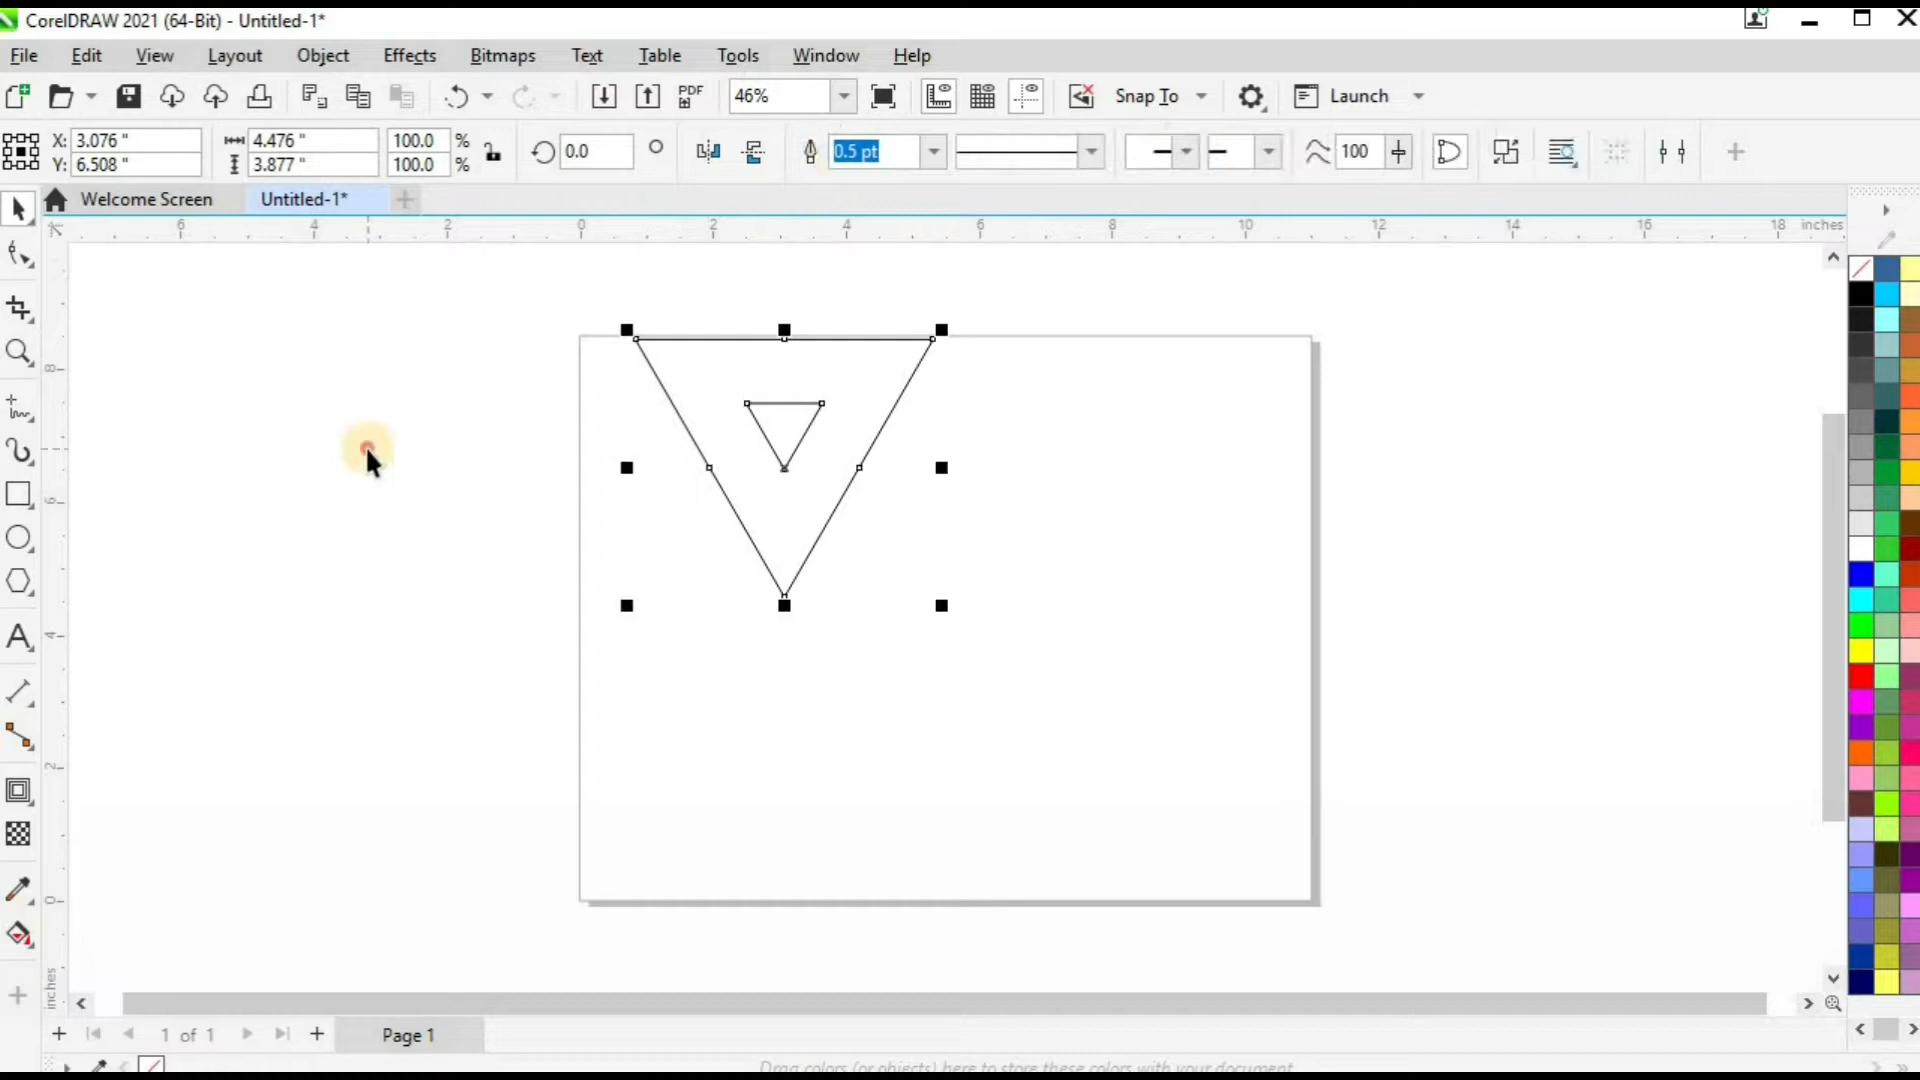 CorelDRAW 2021 (64-Bit) - Untitled-1*
File Edit View Layout Object Effects Bitmaps Text Table Tools Window Help
PDF 46% Snap To Launch
X: 3.076 " 4.476 " 100.0 % 0.0 0.5 pt 100
Y: 6.508 " 3.877 " 100.0 %
Welcome Screen Untitled-1*
6 4 2 0 2 4 6 8 10 12 14 16 18 inches
8
6
4
2
0
inches
1 of 1 Page 1
Drag colors (or objects) here to store these colors with your document